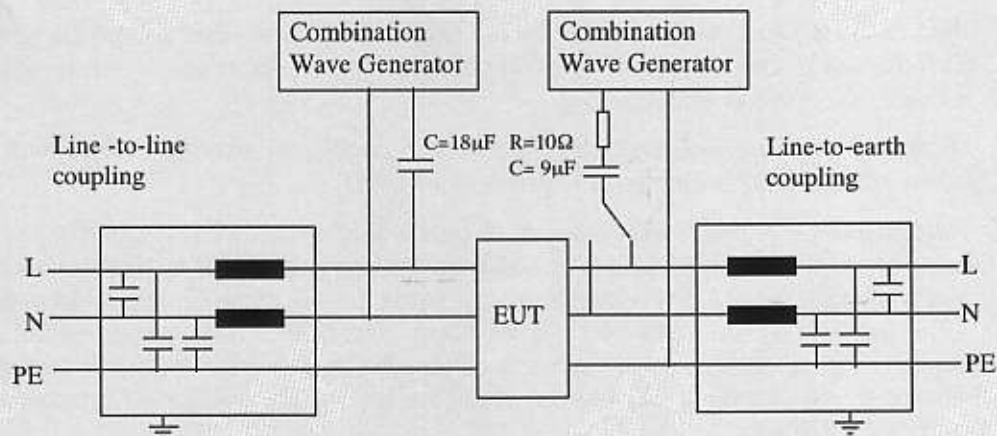 Combination
Wave Generator
Combination
Wave Generator
Line -to-line
coupling
C=18µF
R=10Ω
C= 9µF
Line-to-earth
coupling
L
N
PE
EUT
L
N
PE